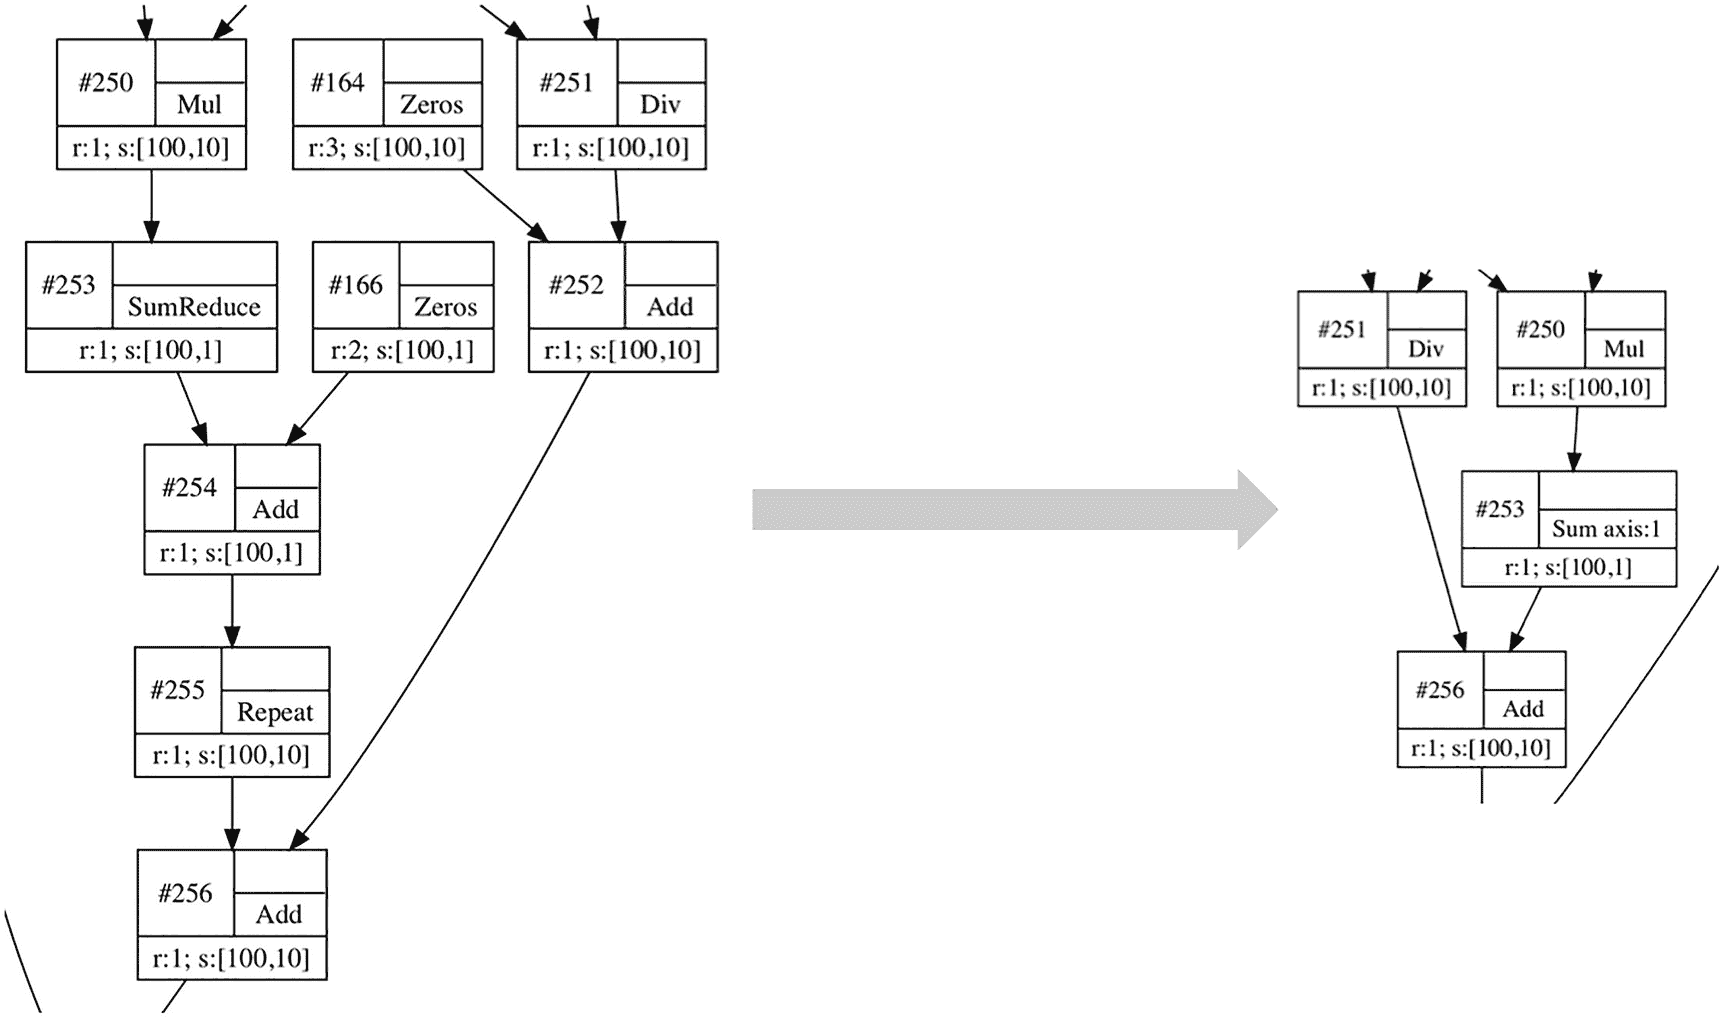 #250
Mul
r:1; s:[100,10]
#164
Zeros
r:3; s:[100,10]
#251
Div
r:1; s:[100,10]
#253
SumReduce
r:1; s:[100,1]
#166
Zeros
r:2; s:[100,1]
#252
Add
r:1; s:[100,10]
#254
Add
r:1; s:[100,1]
#255
Repeat
r:1; s:[100,10]
#256
Add
r:1; s:[100,10]
#251
Div
r:1; s:[100,10]
#250
Mul
r:1; s:[100,10]
#253
Sum axis:1
r:1; s:[100,1]
#256
Add
r:1; s:[100,10]